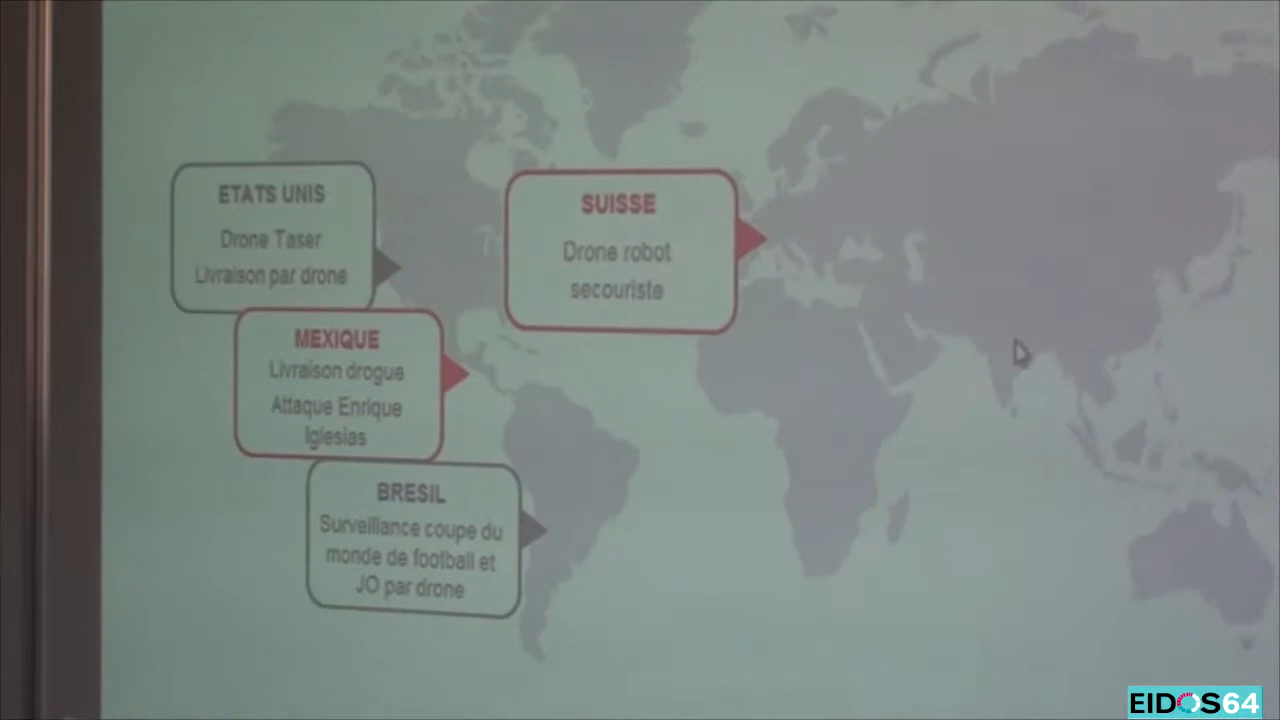 ETATS UNIS
Drone Taser
Livraison par drone
SUISSE
Drone robot
secouriste
MEXIQUE
Livraison drogue
Attaque Enrique
Iglesias
BRESIL
Surveillance coupe du
monde de football et
JO par drone
EIDOS64